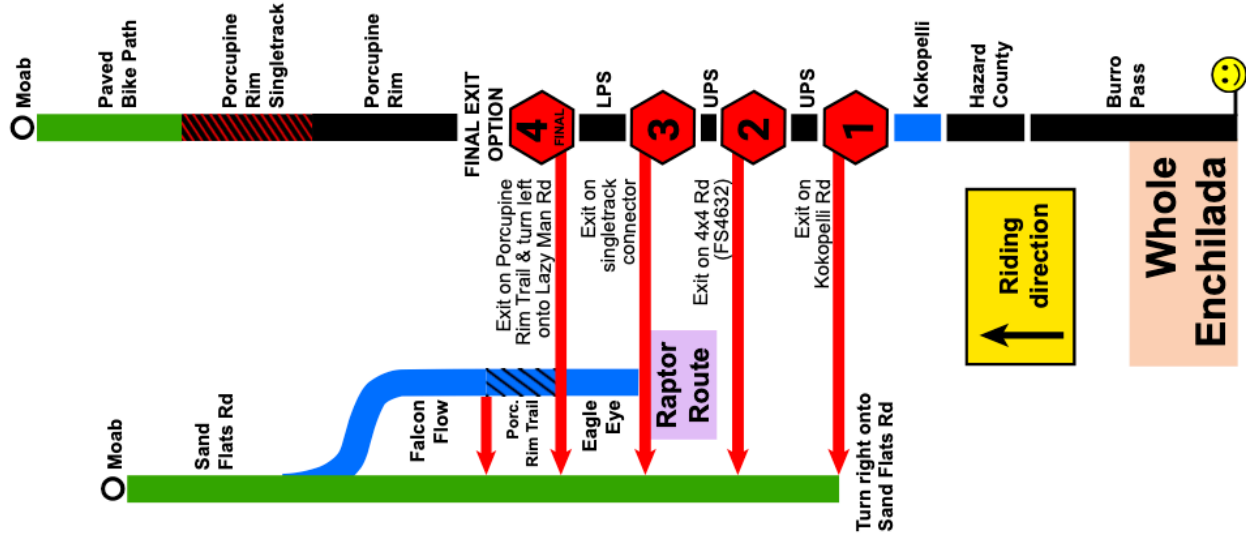 Moab
Paved
Bike Path
Porcupine
Rim
Singletrack
Porcupine
Rim
FINAL EXIT
OPTION
4
FINAL
LPS
3
UPS
2
UPS
1
Kokopelli
Hazard
County
Burro
Pass
Exit on Porcupine
Rim Trail & turn left
onto Lazy Man Rd
Exit on
singletrack
connector
Exit on 4x4 Rd
(FS4632)
Exit on
Kokopelli Rd
Riding
direction
Whole
Enchilada
Moab
Sand
Flats Rd
Falcon
Flow
Porc.
Rim Trail
Eagle
Eye
Raptor
Route
Turn right onto
Sand Flats Rd